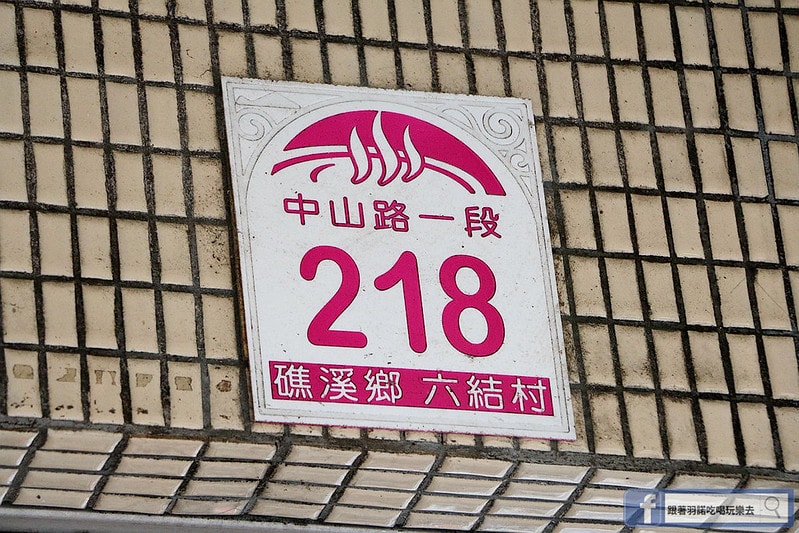 中山路一段
218
礁溪鄉 六結村
跟著羽諾吃喝玩樂去